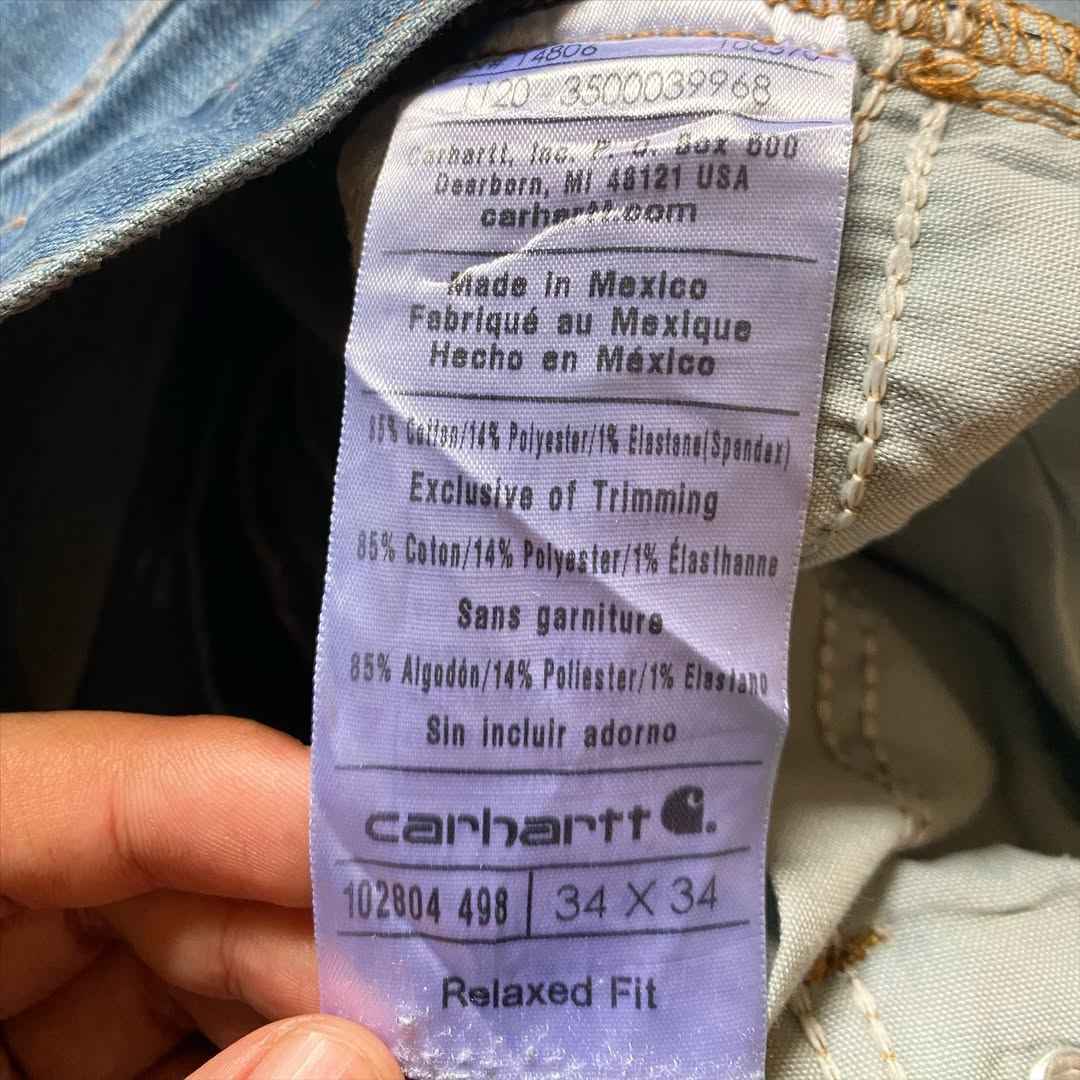 14806
1120-3500039968
Carhartt, Inc. P. O. Box 600
Dearborn, MI 48121 USA
carhartt.com
Made in Mexico
Fabriqué au Mexique
Hecho en México
85% Cotton/14% Polyester/1% Elastane(Spandex)
Exclusive of Trimming
85% Coton/14% Polyester/1% Élasthanne
Sans garniture
85% Algodón/14% Poliester/1% Elastano
Sin incluir adorno
carhartt
102804 498 | 34 X 34
Relaxed Fit